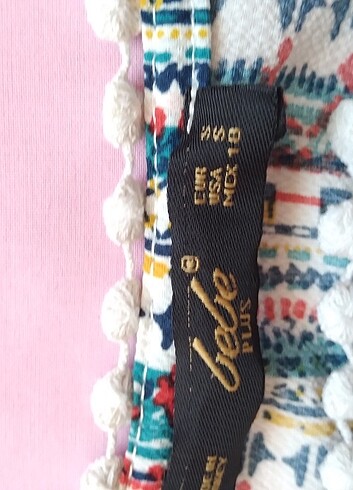 bebe®
PLUS
EUR S
USA S
MEX 18